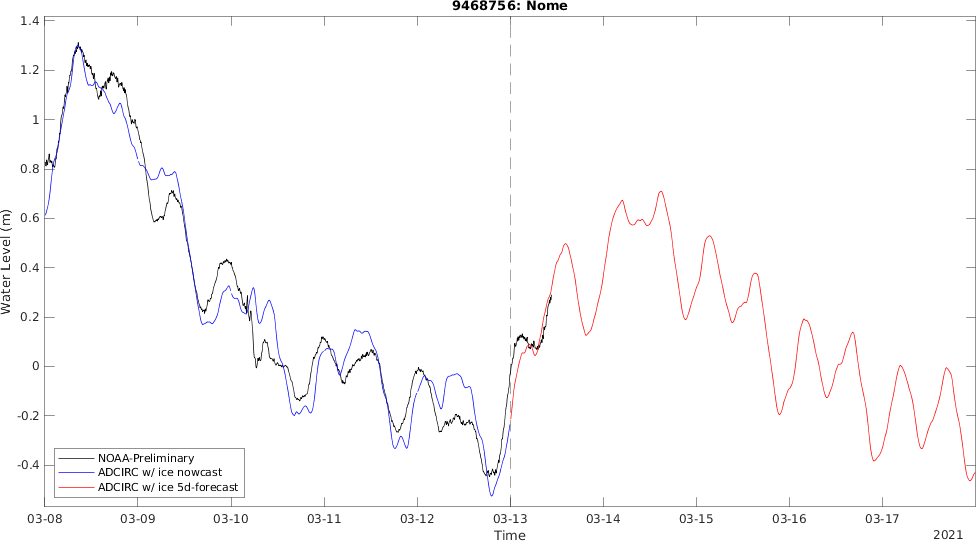 9468756: Nome
1.4
1.2
1
0.8
0.6
0.4
0.2
0
-0.2
-0.4
Water Level (m)
NOAA-Preliminary
ADCIRC w/ ice nowcast
ADCIRC w/ ice 5d-forecast
03-08 03-09 03-10 03-11 03-12 03-13 03-14 03-15 03-16 03-17
Time
2021